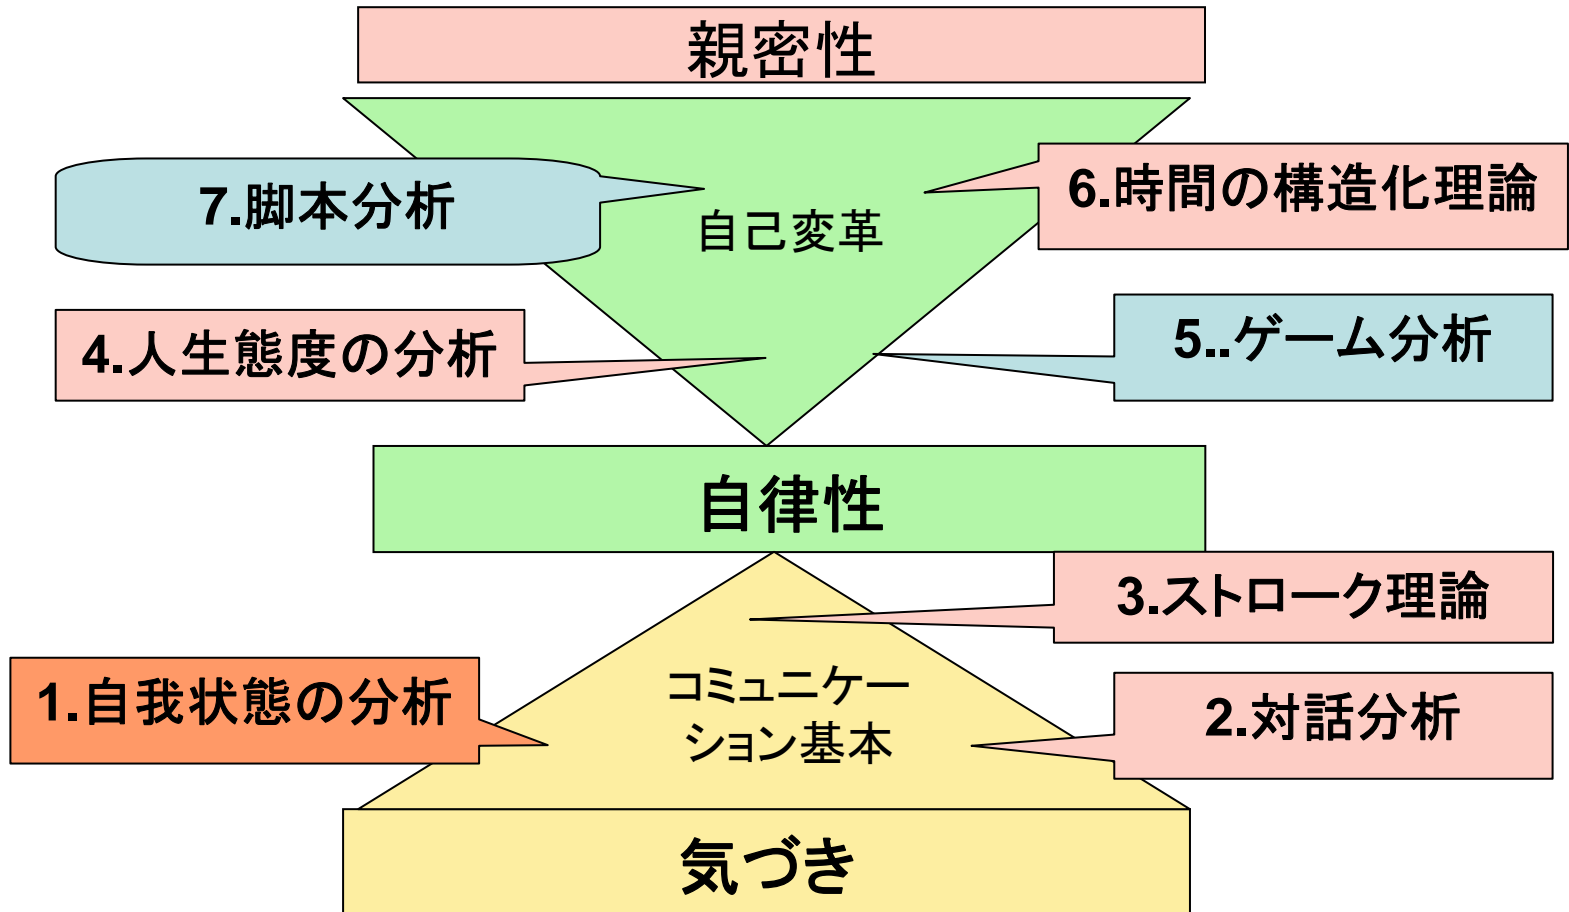 親密性
7.脚本分析
6.時間の構造化理論
自己変革
4.人生態度の分析
5..ゲーム分析
自律性
3.ストローク理論
1.自我状態の分析
コミュニケー
ション基本
2.対話分析
気づき